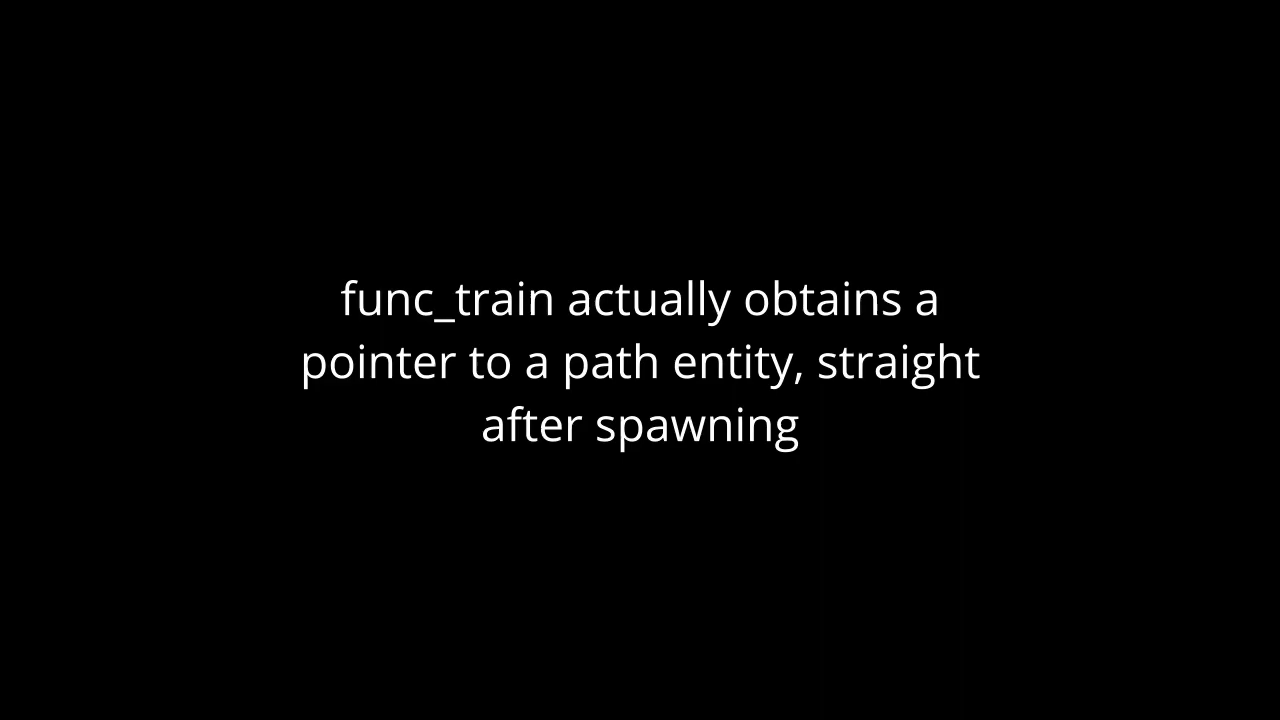 func_train actually obtains a
pointer to a path entity, straight
after spawning